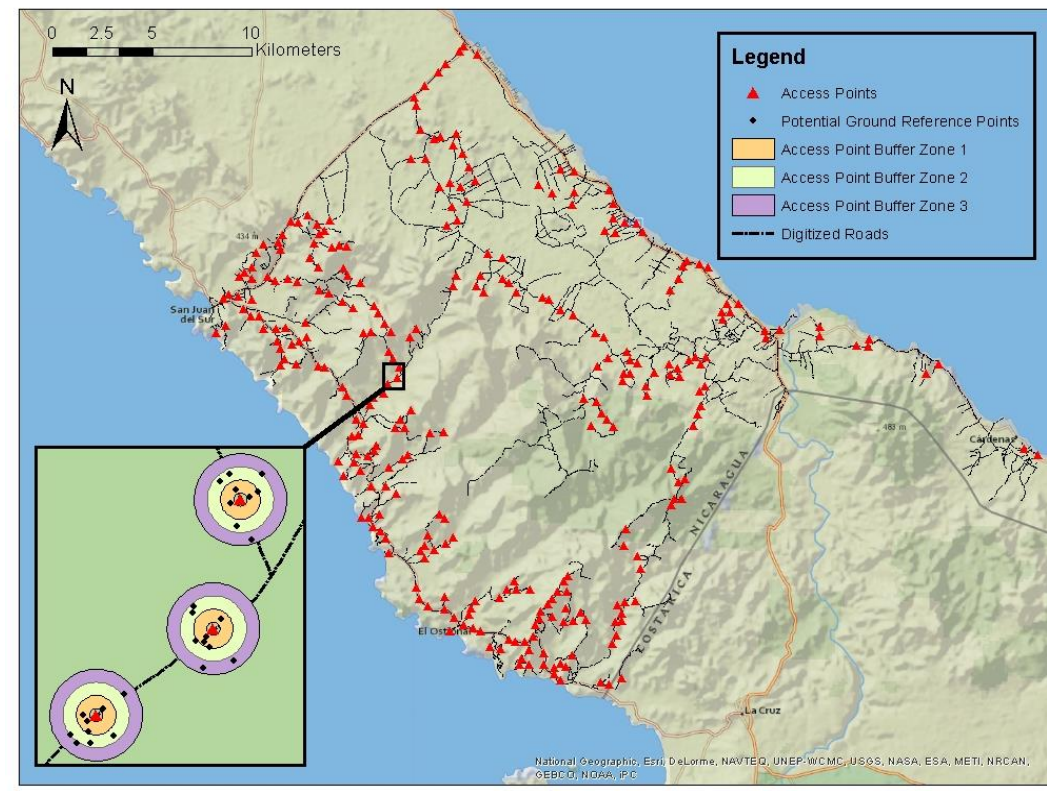 0 2.5 5 10
Kilometers
N
Legend
Access Points
Potential Ground Reference Points
Access Point Buffer Zone 1
Access Point Buffer Zone 2
Access Point Buffer Zone 3
Digitized Roads
434 m
San Juan
del Sur
483 m
Cárdenas
NICARAGUA
COSTA RICA
El Ostional
La Cruz
National Geographic, Esri, DeLorme, NAVTEQ, UNEP-WCMC, USGS, NASA, ESA, METI, NRCAN,
GEBCO, NOAA, iPC